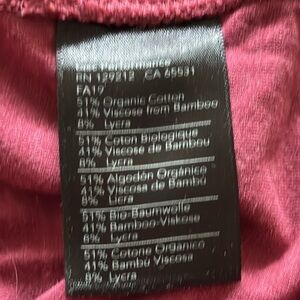 RN 129212 CA 65531
FA19
51% Organic Cotton
41% Viscose from Bamboo
8% Lycra
51% Coton biologique
41% Viscose de Bambou
8% Lycra
51% Algodón Orgánico
41% Viscosa de Bambú
8% Licra
51% Bio-Baumwolle
41% Bamboo-Viskose
8% Lycra
51% Cotone Organico
41% Bambù Viscosa
8% Lycra